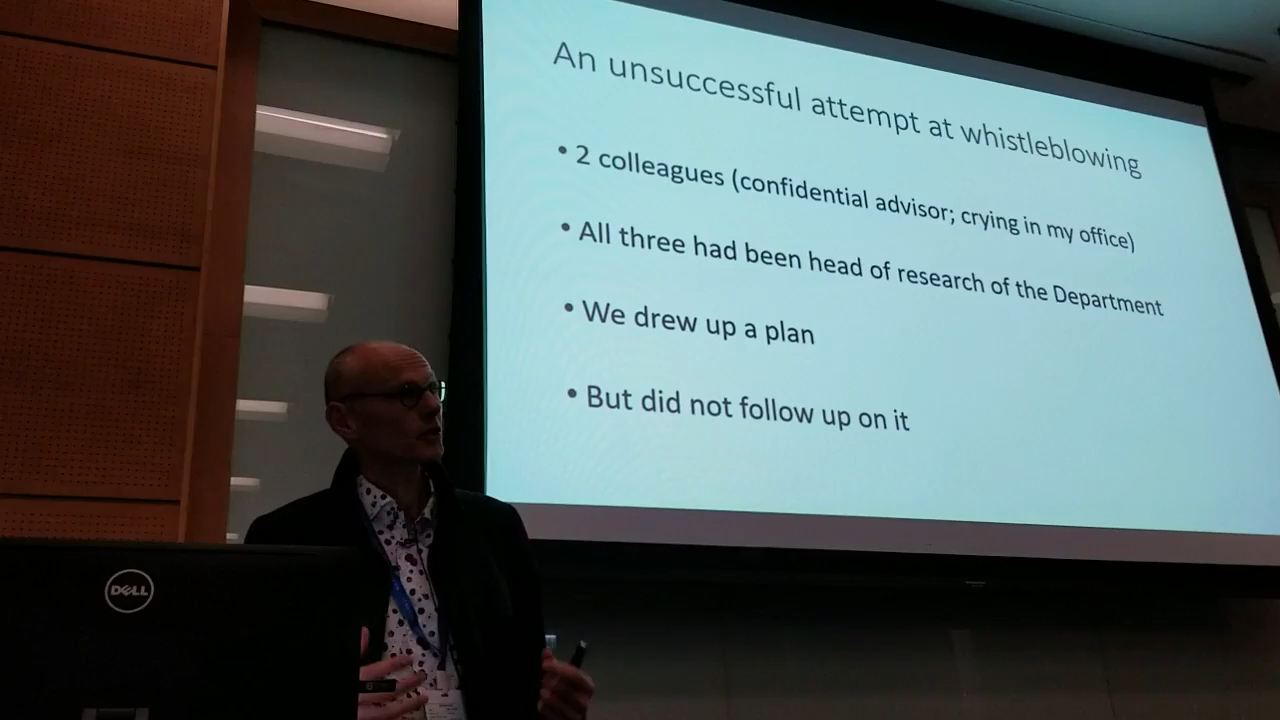 An unsuccessful attempt at whistleblowing
• 2 colleagues (confidential advisor; crying in my office)
• All three had been head of research of the Department
• We drew up a plan
• But did not follow up on it
DELL